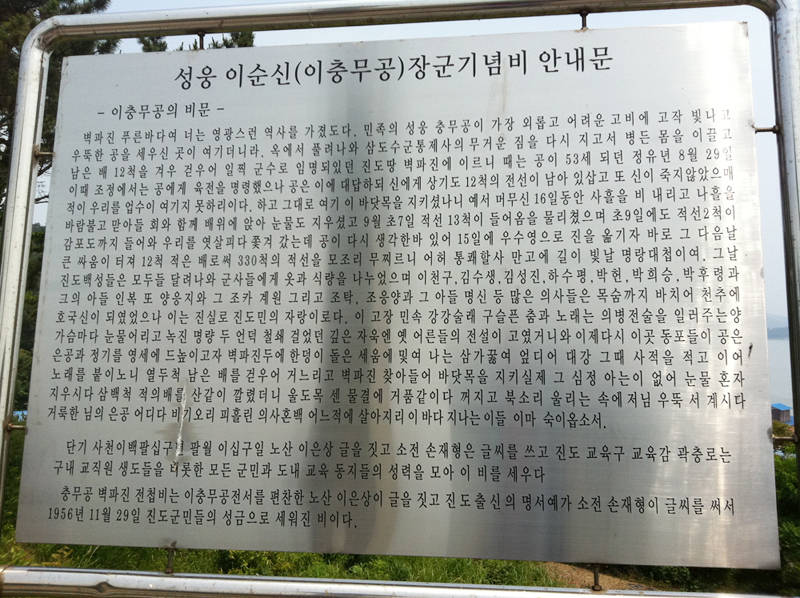 성웅 이순신(이충무공)장군기념비 안내문
- 이충무공의 비문 -
벽파진 푸른바다여 너는 영광스런 역사를 가졌도다. 민족의 성웅 충무공이 가장 외롭고 어려운 고비에 고작 빛나고
우뚝한 공을 세우신 곳이 여기더니라. 옥에서 풀려나와 삼도수군통제사의 무거운 짐을 다시 지고서 병든 몸을 이끌고
남은 배 12척을 겨우 걷우어 일찍 군수로 임명되었던 진도땅 벽파진에 이르니 때는 공이 53세 되던 정유년 8월 29일
이때 조정에서는 공에게 육전을 명령했으나 공은 이에 대답하되 신에게 상기도 12척의 전선이 남아 있삽고 또 신이 죽지않았으매
적이 우리를 업수이 여기지 못하리이다. 하고 그대로 여기 이 바닷목을 지키셨나니 예서 머무신 16일동안 사흘을 비 내리고 나흘을
바람불고 맏아들 회와 함께 배위에 앉아 눈물도 지우셨고 9월 초7일 적선 13척이 들어옴을 물리쳤으며 초9일에도 적선2척이
감포도까지 들어와 우리를 엿살피다 쫓겨 갔는데 공이 다시 생각한바 있어 15일에 우수영으로 진을 옮기자 바로 그 다음날
큰 싸움이 터져 12척 적은 배로써 330척의 적선을 모조리 무찌르니 어허 통쾌할사 만고에 길이 빛날 명랑대첩이여. 그날
진도백성들은 모두들 달려나와 군사들에게 옷과 식량을 나누었으며 이천구,김수생,김성진,하수평,박헌,박희승,박후령과
그의 아들 인복 또 양응지와 그 조카 계원 그리고 조탁, 조응양과 그 아들 명신 등 많은 의사들은 목숨까지 바치어 천추에
호국신이 되었었으나 이는 진실로 진도민의 자랑이로다. 이 고장 민속 강강술래 구슬픈 춤과 노래는 의병전술을 일러주는양
가슴마다 눈물어리고 녹진 명량 두 언덕 철쇄 걸었던 깊은 자욱엔 옛 어른들의 전설이 고였거니와 이제다시 이곳 동포들이 공은
은공과 정기를 영세에 드높이고자 벽파진두에 한덩이 돌은 세움에 및여 나는 삼가꿇여 엎디어 대강 그때 사적을 적고 이어
노래를 붙이노니 열두척 남은 배를 걷우어 거느리고 벽파진 찾아들어 바닷목을 지키실제 그 심정 아는이 없어 눈물 혼자
지우시다 삼백척 적의배를 산같이 깔렸더니 울도목 센 물결에 거품같이다 꺼지고 북소리 울리는 속에 저님 우뚝 서 계시다
거룩한 님의 은공 어디다 비기오리 피흘린 의사혼백 어느적에 살아지리 이 바다 지나는 이들 이마 숙이옵소서.
단기 사천이백팔십구년 팔월 이십구일 노산 이은상 글을 짓고 소전 손재형은 글씨를 쓰고 진도 교육구 교육감 곽충로는
구내 교직원 생도들을 비롯한 모든 군민과 도내 교육 동지들의 성력을 모아 이 비를 세우다
충무공 벽파진 전첩비는 이충무공전서를 편찬한 노산 이은상이 글을 짓고 진도출신의 명서예가 소전 손재형이 글씨를 써서
1956년 11월 29일 진도군민들의 성금으로 세워진 비이다.